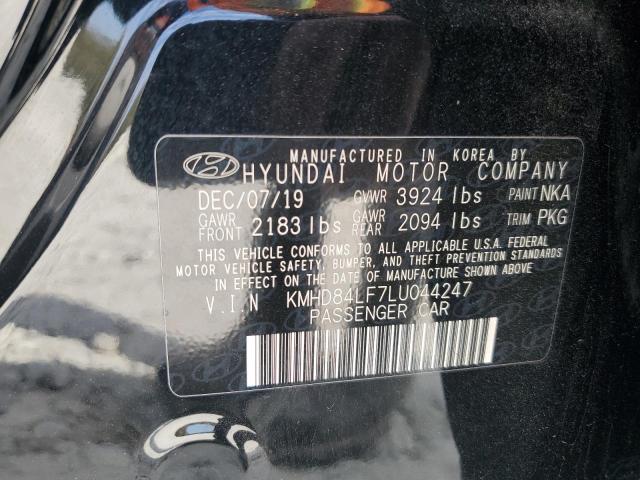 MANUFACTURED IN KOREA BY
HYUNDAI MOTOR COMPANY
DEC/07/19 GVWR 3924 lbs PAINT NKA
GAWR FRONT 2183 lbs GAWR REAR 2094 lbs TRIM PKG
THIS VEHICLE CONFORMS TO ALL APPLICABLE U.S.A. FEDERAL
MOTOR VEHICLE SAFETY, BUMPER, AND THEFT PREVENTION STANDARDS
IN EFFECT ON THE DATE OF MANUFACTURE SHOWN ABOVE.
V.I.N KMHD84LF7LU044247
PASSENGER CAR